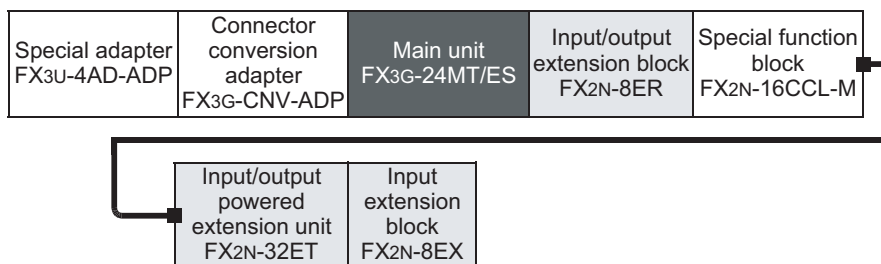 Special adapter
FX3U-4AD-ADP
Connector
conversion
adapter
FX3G-CNV-ADP
Main unit
FX3G-24MT/ES
Input/output
extension block
FX2N-8ER
Special function
block
FX2N-16CCL-M
Input/output
powered
extension unit
FX2N-32ET
Input
extension
block
FX2N-8EX